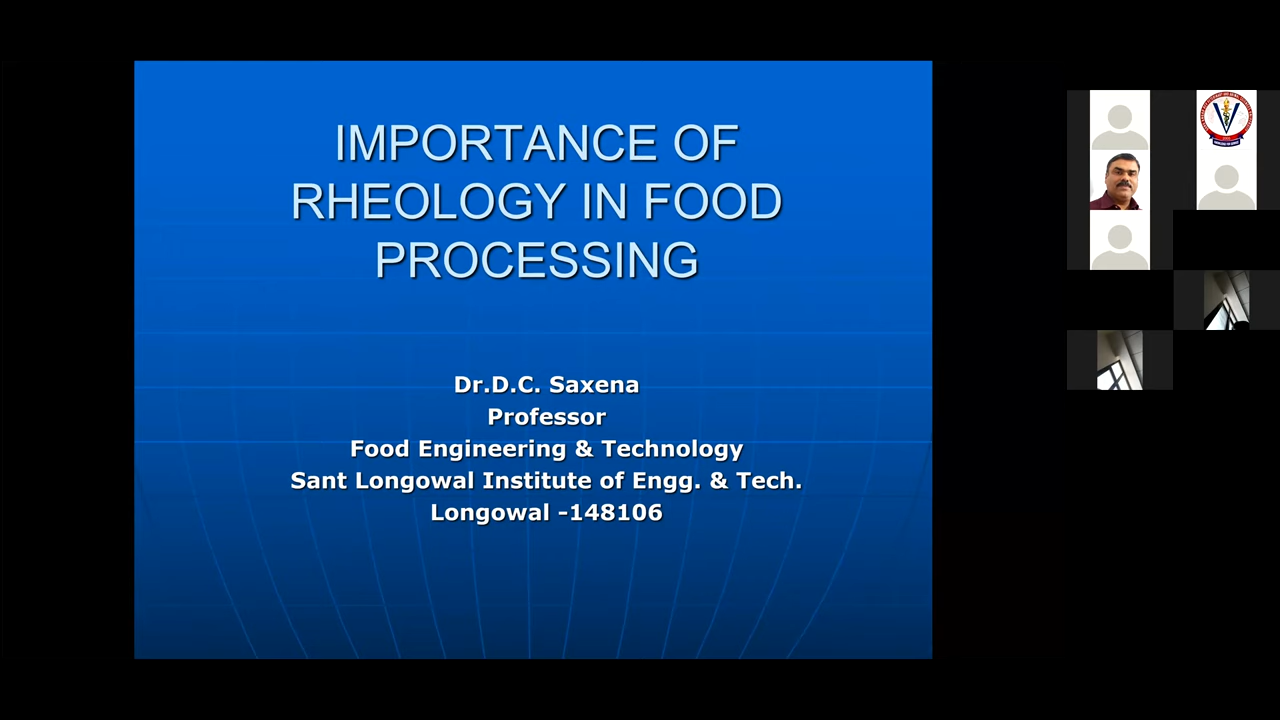 IMPORTANCE OF
RHEOLOGY IN FOOD
PROCESSING
Dr.D.C. Saxena
Professor
Food Engineering & Technology
Sant Longowal Institute of Engg. & Tech.
Longowal -148106